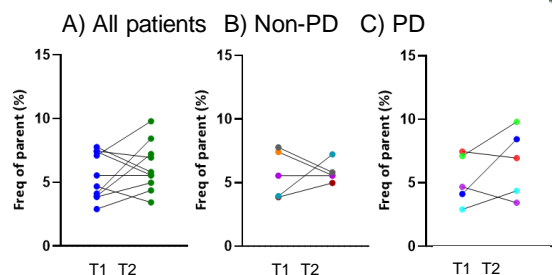 A) All patients B) Non-PD C) PD
15 15 15
10 10 10
5 5 5
0 0 0
Freq of parent (%) Freq of parent (%) Freq of parent (%)
T1 T2 T1 T2 T1 T2